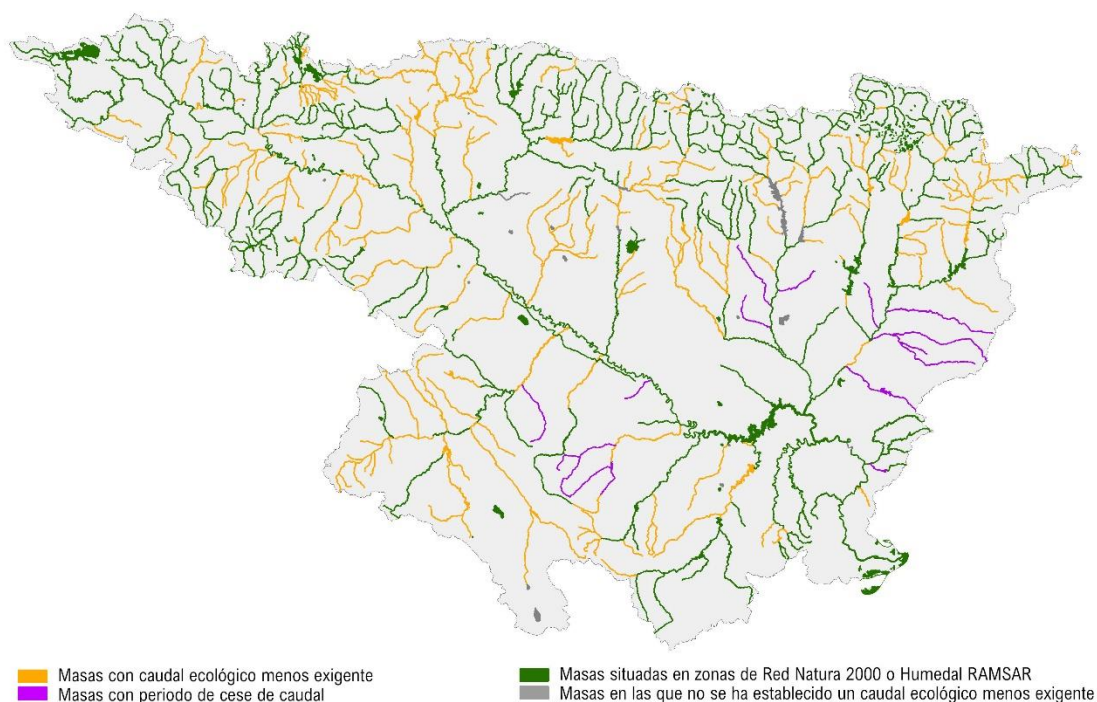 Masas con caudal ecológico menos exigente
Masas con periodo de cese de caudal
Masas situadas en zonas de Red Natura 2000 o Humedal RAMSAR
Masas en las que no se ha establecido un caudal ecológico menos exigente